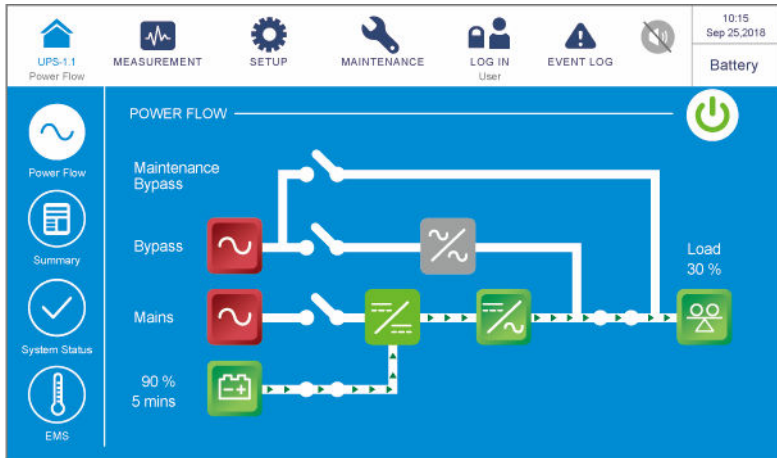 10:15
Sep 25,2018
UPS-1.1
Power Flow
MEASUREMENT
SETUP
MAINTENANCE
LOG IN
User
EVENT LOG
Battery
POWER FLOW
Power Flow
Summary
System Status
EMS
Maintenance
Bypass
Bypass
Mains
90 %
5 mins
Load
30 %